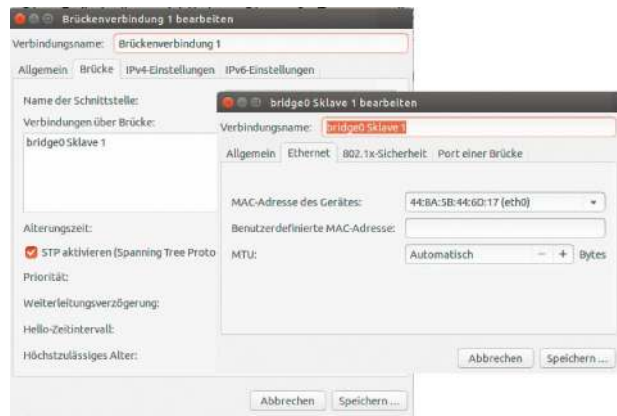 Brückenverbindung 1 bearbeiten
Verbindungsname: Brückenverbindung 1
Allgemein Brücke IPv4-Einstellungen IPv6-Einstellungen
Name der Schnittstelle:
Verbindungen über Brücke:
bridge0 Sklave 1
Alterungszeit:
STP aktivieren (Spanning Tree Proto
Priorität:
Weiterleitungsverzögerung:
Hello-Zeitintervall:
Höchstzulässiges Alter:
Abbrechen Speichern ...
bridge0 Sklave 1 bearbeiten
Verbindungsname: bridge0 Sklave 1
Allgemein Ethernet 802.1x-Sicherheit Port einer Brücke
MAC-Adresse des Gerätes: 44:8A:5B:44:6D:17 (eth0)
Benutzerdefinierte MAC-Adresse:
MTU: Automatisch − + Bytes
Abbrechen Speichern ...